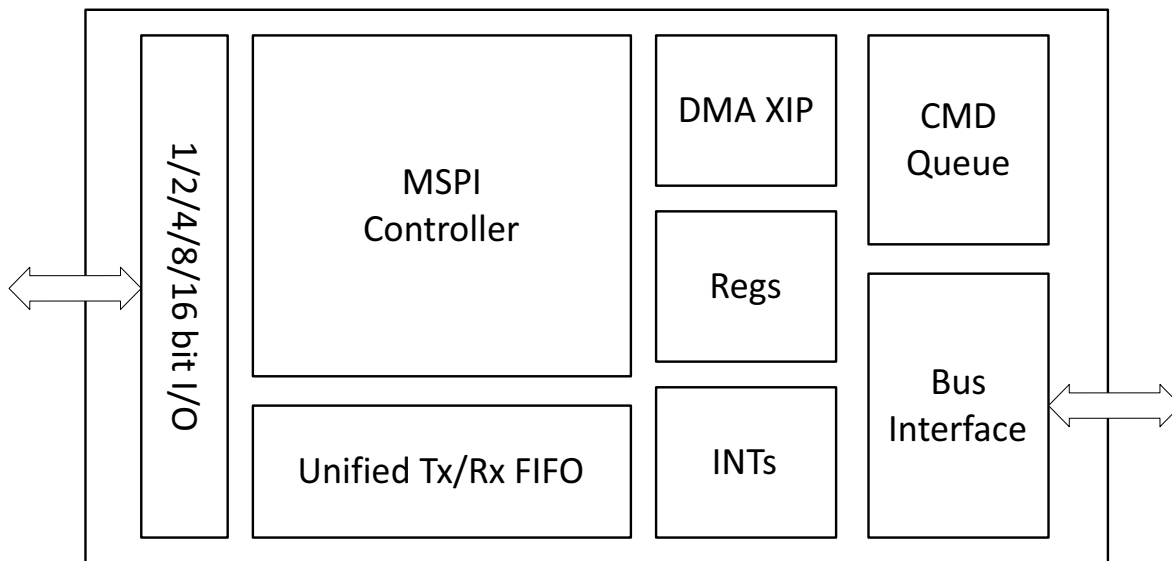 1/2/4/8/16 bit I/O
MSPI
Controller
Unified Tx/Rx FIFO
DMA XIP
Regs
INTs
CMD
Queue
Bus
Interface